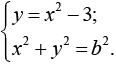 y = x² − 3;
x² + y² = b².